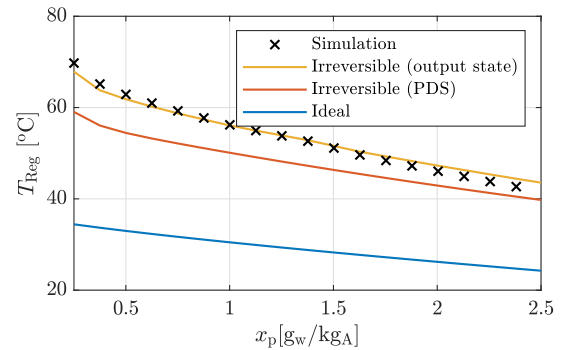 80
60
40
20
T_Reg [°C]
Simulation
Irreversible (output state)
Irreversible (PDS)
Ideal
0.5 1 1.5 2 2.5
x_p[g_w/kg_A]